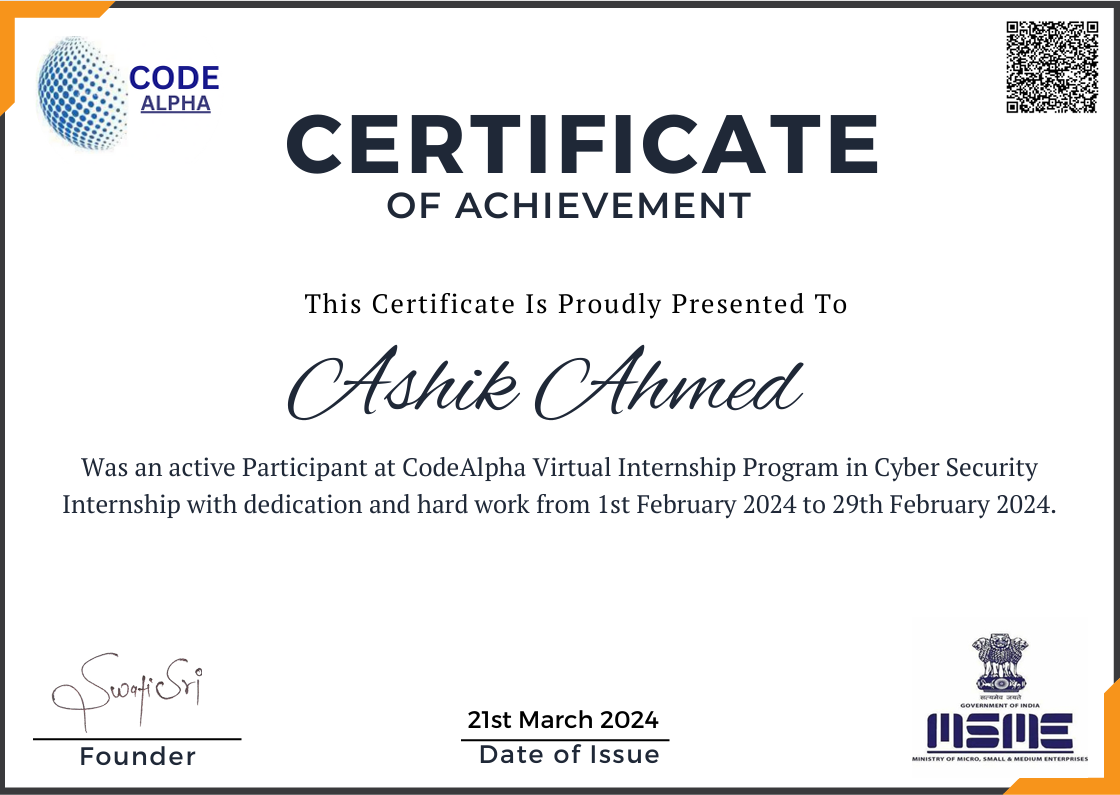 CODE
ALPHA
CERTIFICATE
OF ACHIEVEMENT
This Certificate Is Proudly Presented To
Ashik Ahmed
Was an active Participant at CodeAlpha Virtual Internship Program in Cyber Security
Internship with dedication and hard work from 1st February 2024 to 29th February 2024.
Swati Sri
Founder
21st March 2024
Date of Issue
सत्यमेव जयते
GOVERNMENT OF INDIA
MSME
MINISTRY OF MICRO, SMALL & MEDIUM ENTERPRISES